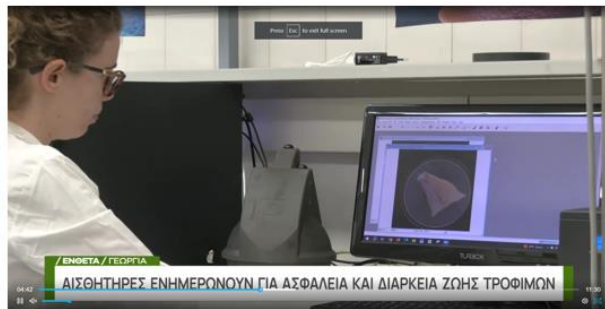 Press Esc to exit full screen
TURBOX
/ ΕΝΘΕΤΑ / ΓΕΩΡΓΙΑ
ΑΙΣΘΗΤΗΡΕΣ ΕΝΗΜΕΡΩΝΟΥΝ ΓΙΑ ΑΣΦΑΛΕΙΑ ΚΑΙ ΔΙΑΡΚΕΙΑ ΖΩΗΣ ΤΡΟΦΙΜΩΝ
04:42 11:30